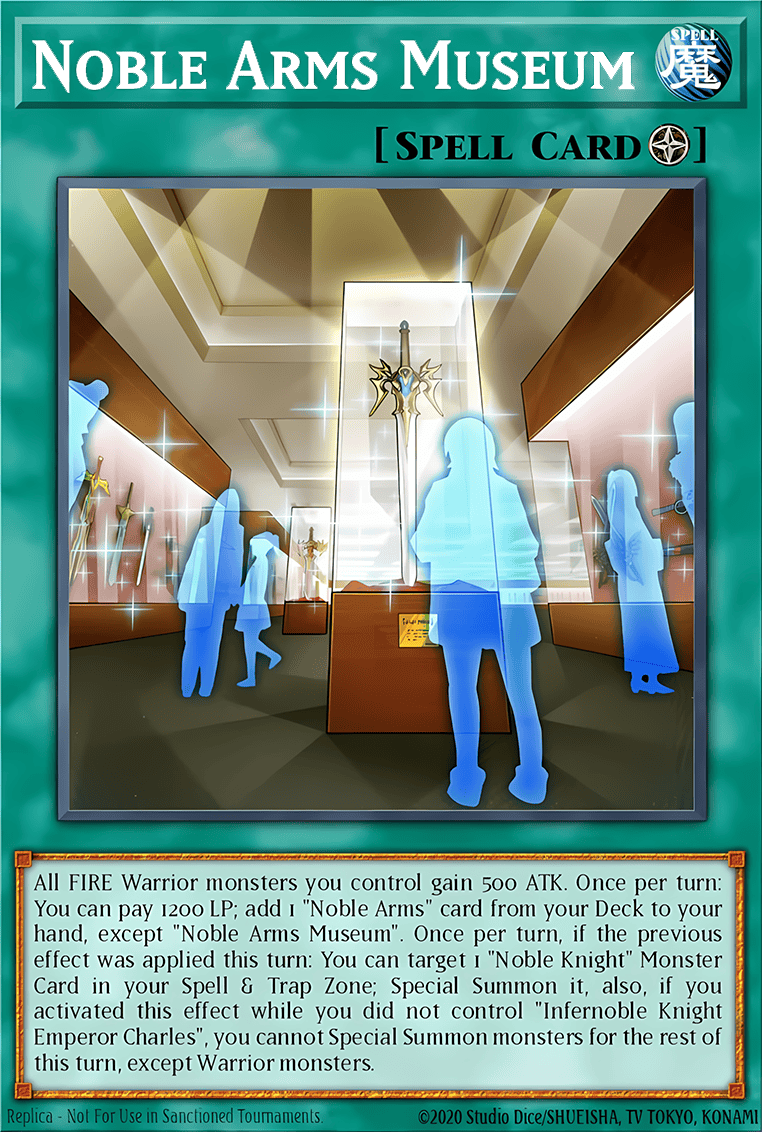 Noble Arms Museum
SPELL
魔
[Spell Card]
All FIRE Warrior monsters you control gain 500 ATK. Once per turn:
You can pay 1200 LP; add 1 "Noble Arms" card from your Deck to your
hand, except "Noble Arms Museum". Once per turn, if the previous
effect was applied this turn: You can target 1 "Noble Knight" Monster
Card in your Spell & Trap Zone; Special Summon it, also, if you
activated this effect while you did not control "Infernoble Knight
Emperor Charles", you cannot Special Summon monsters for the rest of
this turn, except Warrior monsters.
Replica - Not For Use in Sanctioned Tournaments.
©2020 Studio Dice/SHUEISHA, TV TOKYO, KONAMI